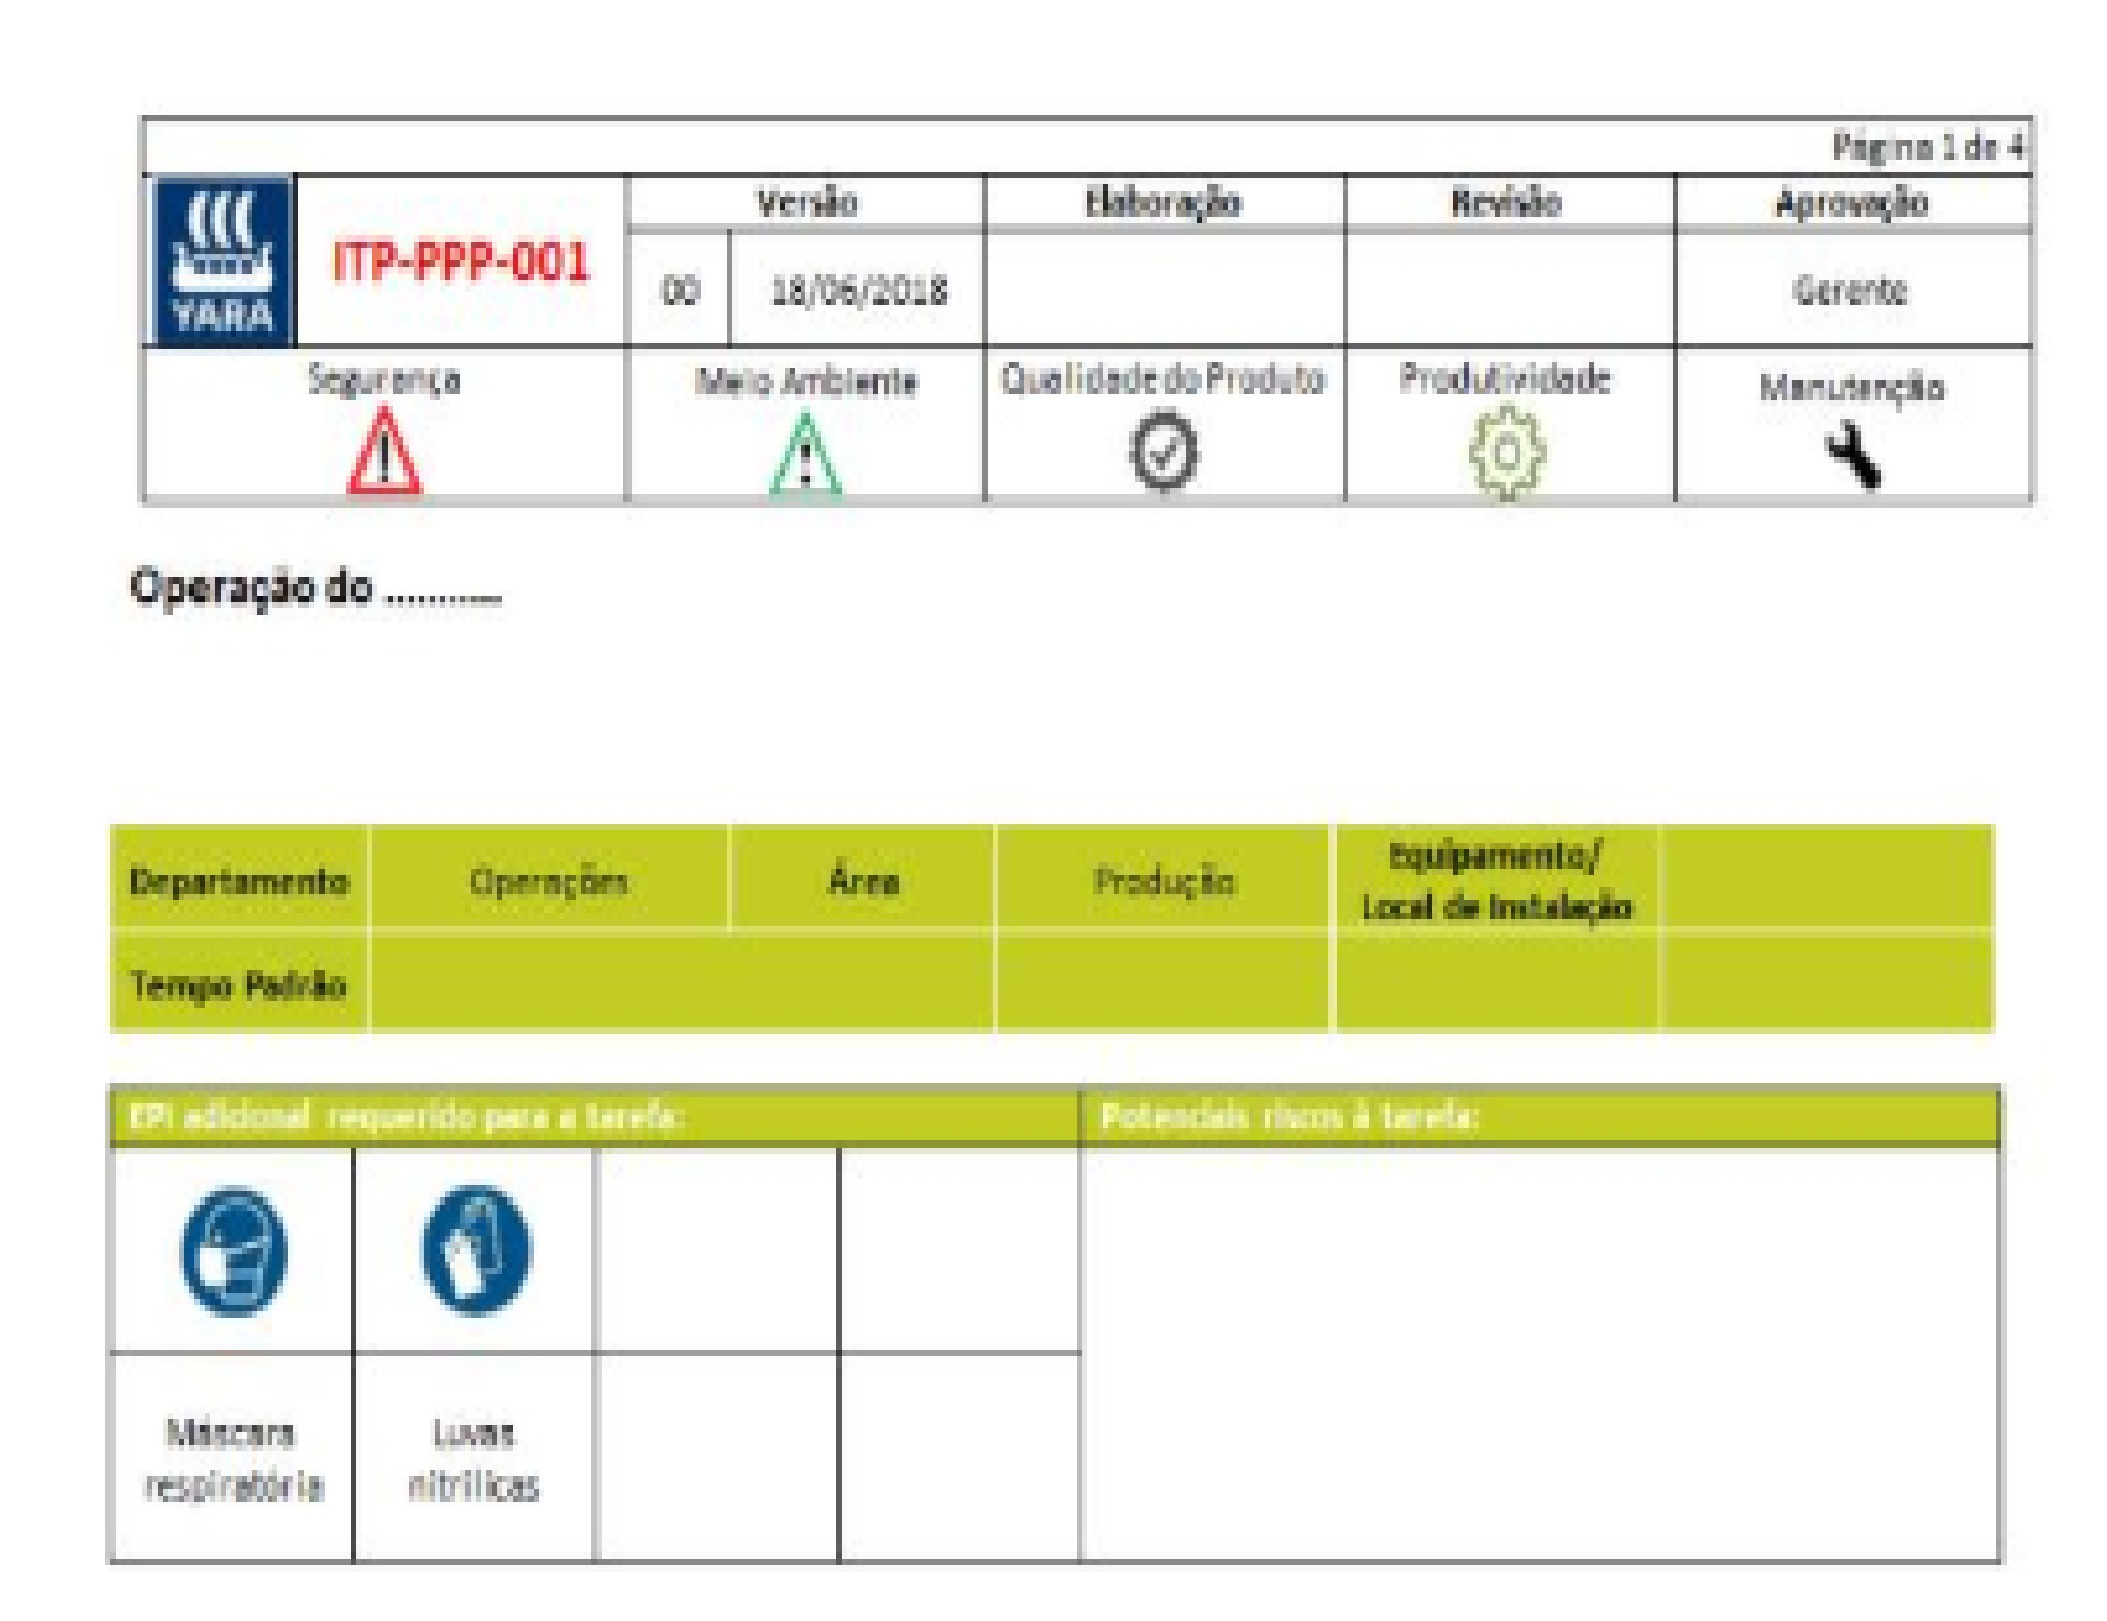 Página 1 de 4
YARA
ITP-PPP-001
Versão Elaboração Revisão Aprovação
00 18/06/2018 Gerente
Segurança Meio Ambiente Qualidade do Produto Produtividade Manutenção
Operação do ............
Departamento Operações Área Produção Equipamento/
Local de Instalação
Tempo Padrão
EPI adicional requerido para a tarefa: Potenciais riscos à tarefa:
Máscara
respiratória
Luvas
nitrílicas